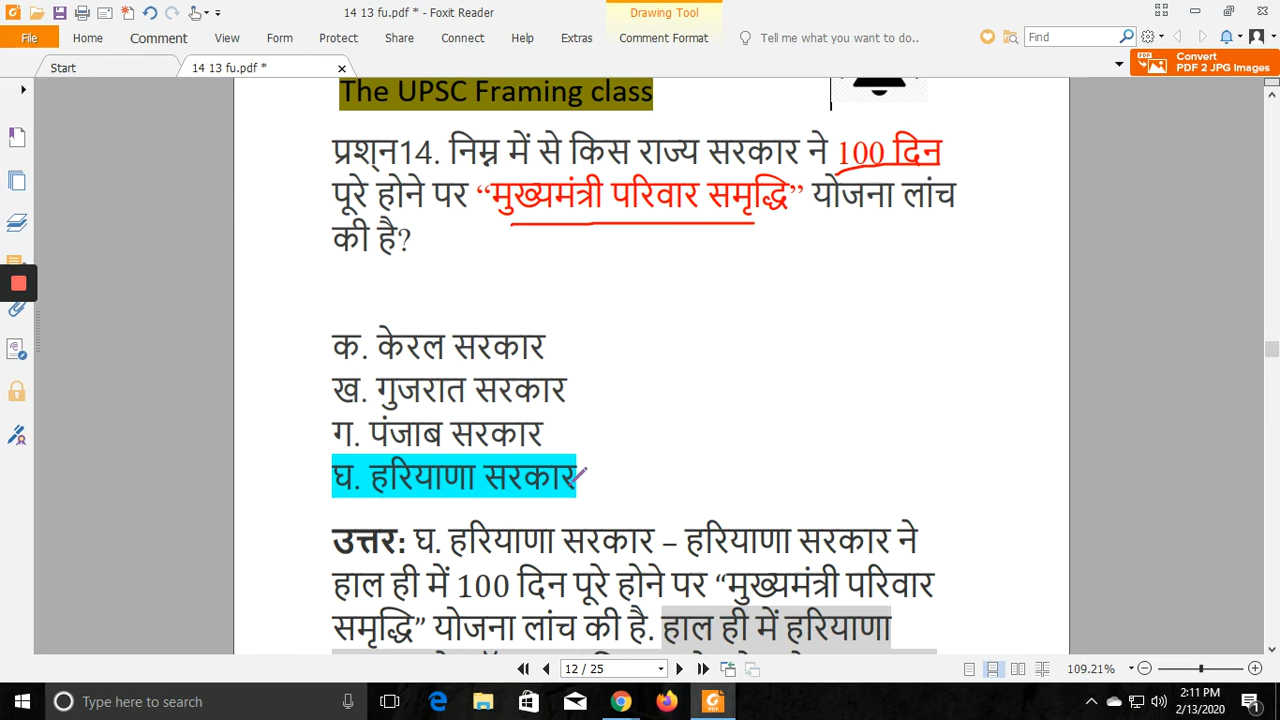 14 13 fu.pdf * - Foxit Reader
Drawing Tool
File Home Comment View Form Protect Connect Help Extras Comment Format Tell me what you want to do.. Find
Start 14 13 fu.pdf *
Convert
PDF 2 JPG Images
The UPSC Framing class
प्रश्न14. निम्न में से किस राज्य सरकार ने 100 दिन
पूरे होने पर “मुख्यमंत्री परिवार समृद्धि” योजना लांच
की है?
क. केरल सरकार
ख. गुजरात सरकार
ग. पंजाब सरकार
घ. हरियाणा सरकार
उत्तर: घ. हरियाणा सरकार – हरियाणा सरकार ने
हाल ही में 100 दिन पूरे होने पर “मुख्यमंत्री परिवार
समृद्धि” योजना लांच की है. हाल ही में हरियाणा
12 / 25 109.21%
Type here to search
2:11 PM
2/13/2020
1